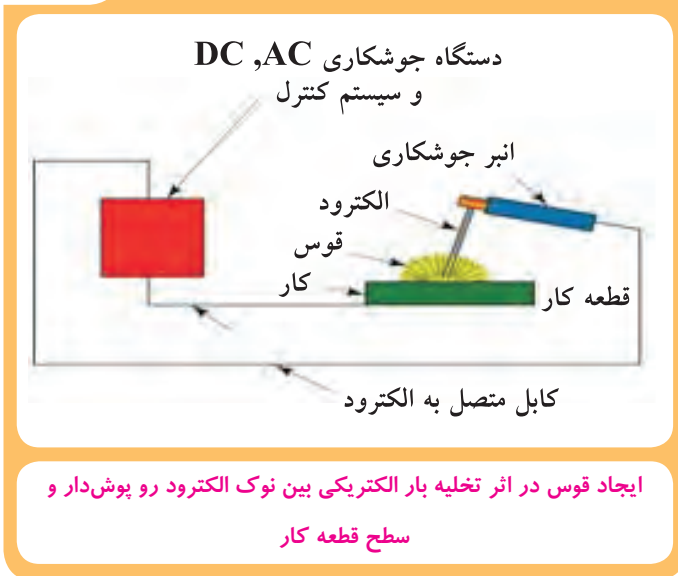 دستگاه جوشکاری DC ,AC
و سیستم کنترل
انبر جوشکاری
الکترود
قوس
کار
قطعه کار
کابل متصل به الکترود
ایجاد قوس در اثر تخلیه بار الکتریکی بین نوک الکترود رو پوش‌دار و
سطح قطعه کار